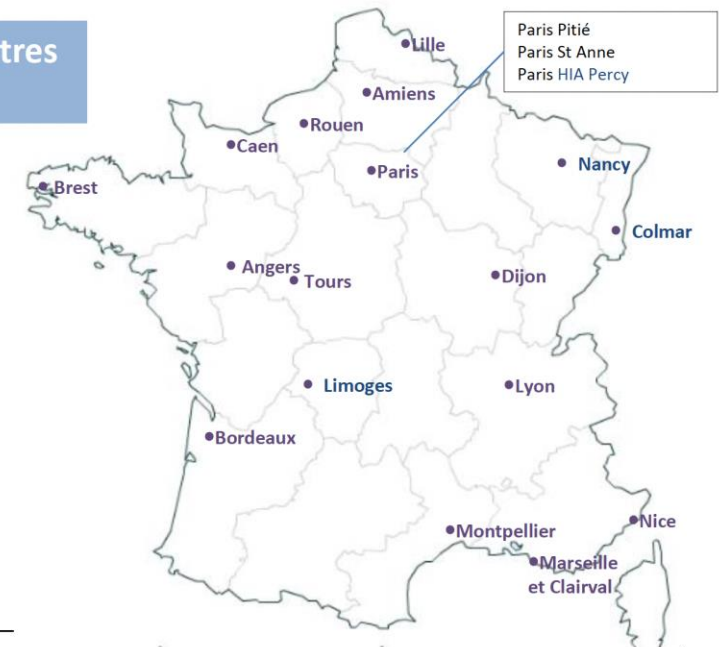 tres
Paris Pitié
Paris St Anne
Paris HIA Percy
Lille
Amiens
Rouen
Caen
Paris
Nancy
Brest
Colmar
Angers
Tours
Dijon
Limoges
Lyon
Bordeaux
Montpellier
Nice
Marseille
et Clairval